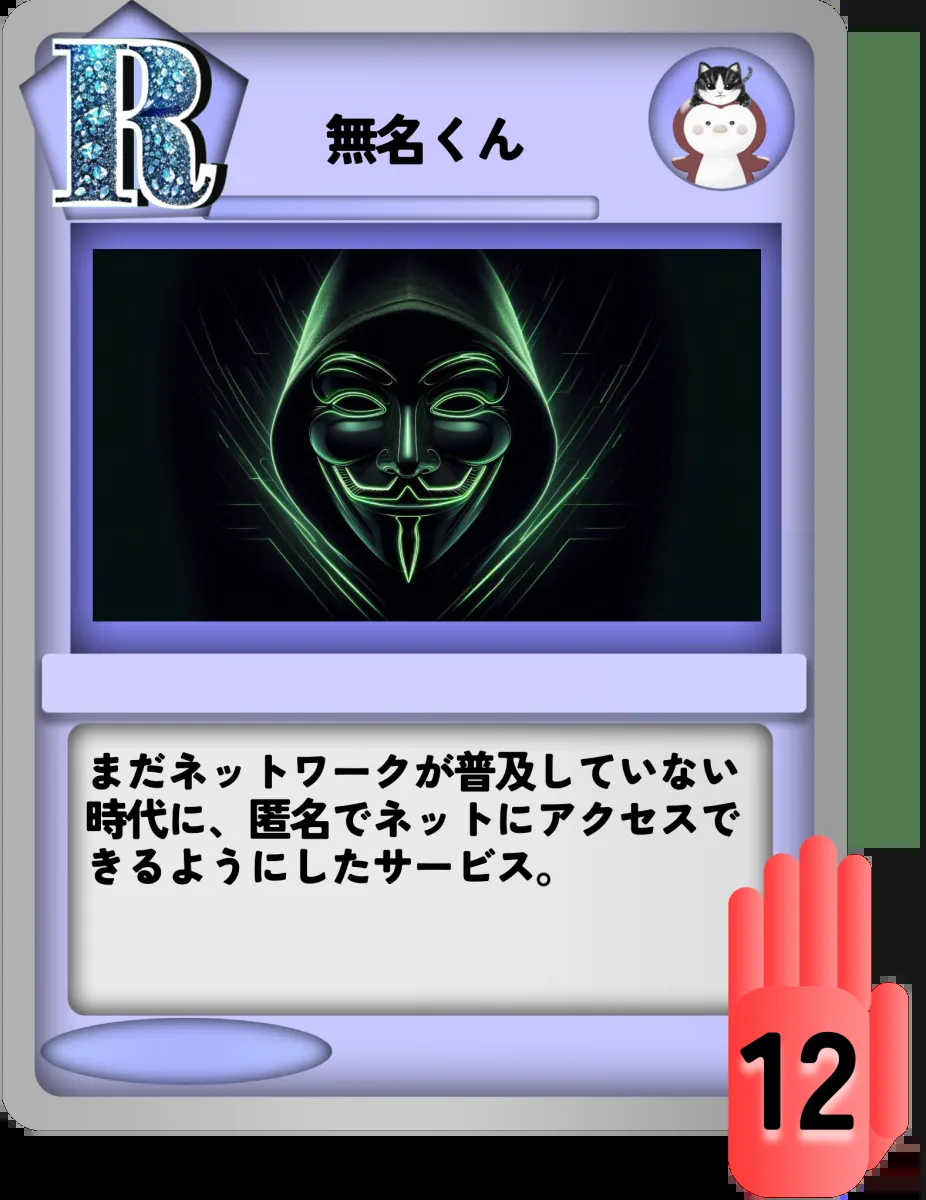 R
無名くん
まだネットワークが普及していない
時代に、匿名でネットにアクセスで
きるようにしたサービス。
12